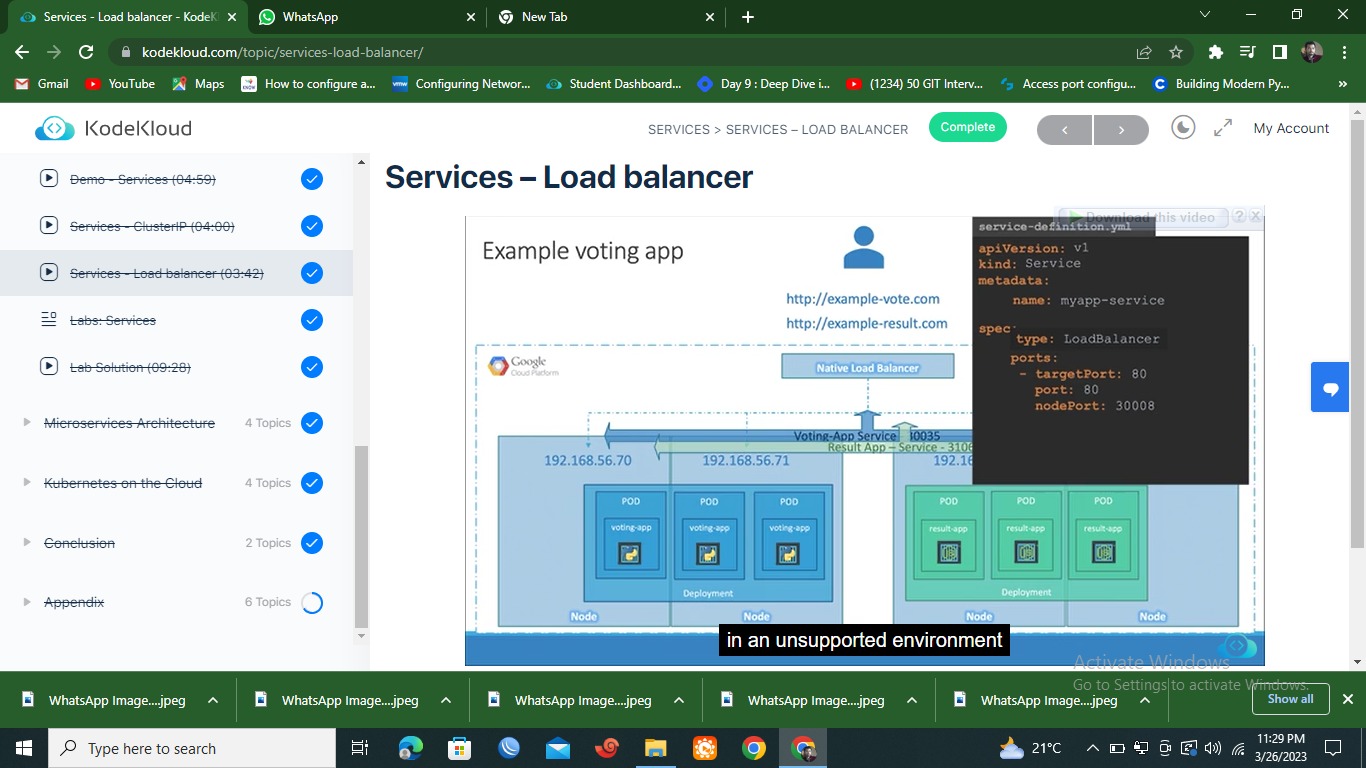 Services - Load balancer - KodeK
WhatsApp
New Tab
kodekloud.com/topic/services-load-balancer/
Gmail
YouTube
Maps
How to configure a...
Configuring Networ...
Student Dashboard...
Day 9 : Deep Dive i...
(1234) 50 GIT Interv...
Access port configu...
Building Modern Py...
KodeKloud
SERVICES > SERVICES – LOAD BALANCER
Complete
My Account
Demo - Services (04:59)
Services - ClusterIP (04:00)
Services - Load balancer (03:42)
Labs: Services
Lab Solution (09:28)
Microservices Architecture 4 Topics
Kubernetes on the Cloud 4 Topics
Conclusion 2 Topics
Appendix 6 Topics
Services – Load balancer
Download this video ? X
Example voting app
http://example-vote.com
http://example-result.com
service-definition.yml
apiVersion: v1
kind: Service
metadata:
name: myapp-service
spec
type: LoadBalancer
ports:
- targetPort: 80
port: 80
nodePort: 30008
Google
Cloud Platform
Native Load Balancer
Voting-App Service 30035
Result App – Service - 3106
192.168.56.70
192.168.56.71
192.16
POD POD POD
voting-app voting-app voting-app
Deployment
Node Node
POD POD POD
result-app result-app result-app
Deployment
Node Node
in an unsupported environment
Activate Windows
Go to Settings to activate Windows.
WhatsApp Image....jpeg
WhatsApp Image....jpeg
WhatsApp Image....jpeg
WhatsApp Image....jpeg
WhatsApp Image....jpeg
Show all
Type here to search
21°C
11:29 PM
3/26/2023